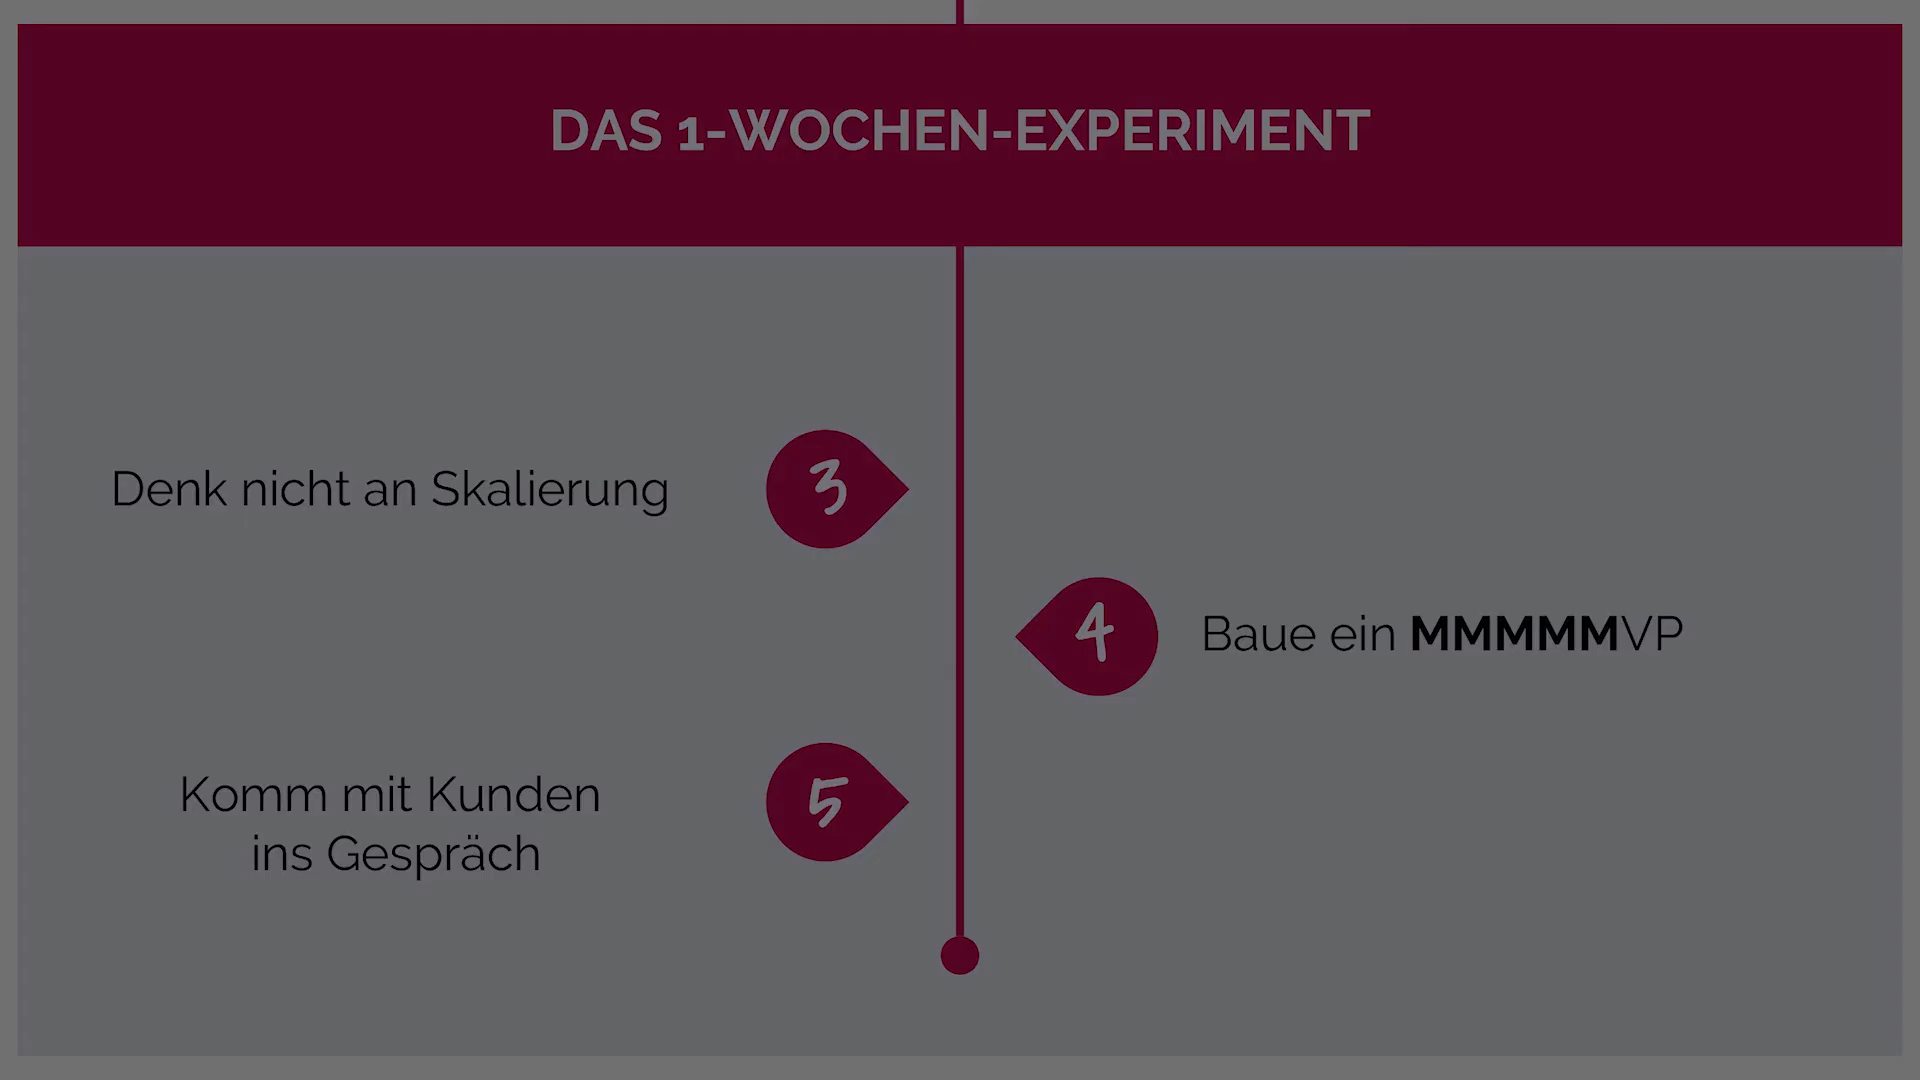 DAS 1-WOCHEN-EXPERIMENT
Denk nicht an Skalierung
3
4
Baue ein MMMMMVP
Komm mit Kunden
ins Gespräch
5